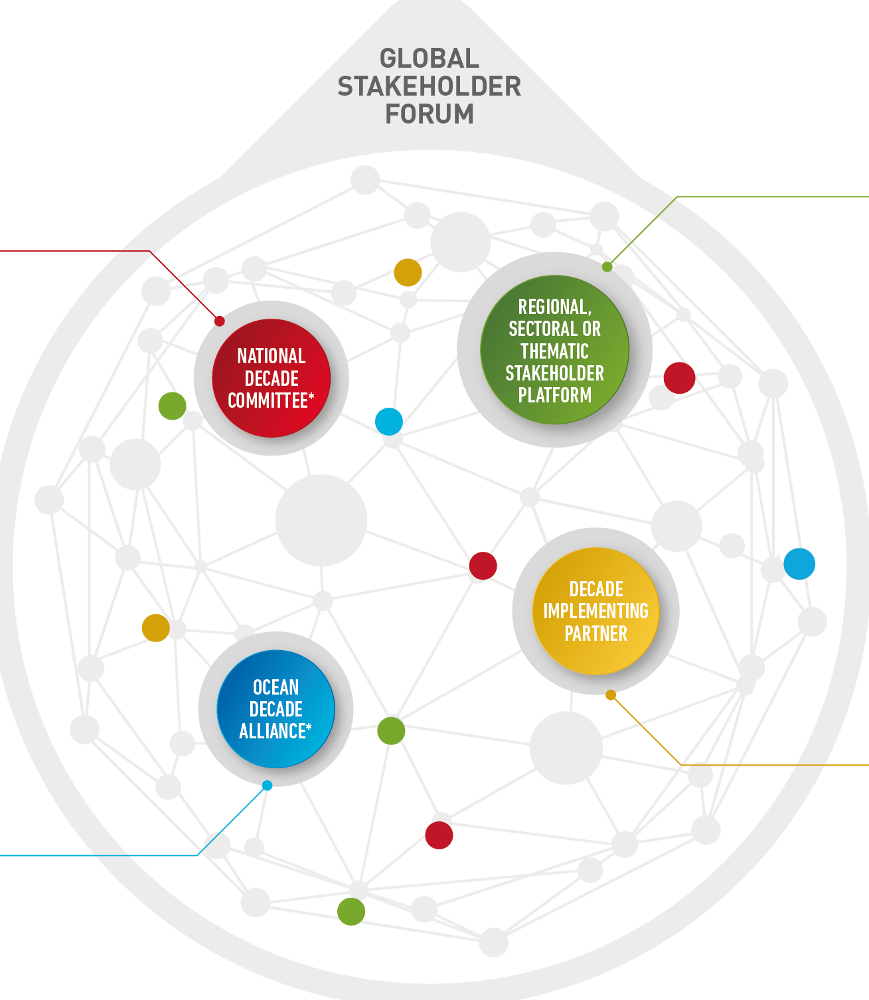 GLOBAL
STAKEHOLDER
FORUM
REGIONAL,
SECTORAL OR
THEMATIC
STAKEHOLDER
PLATFORM
NATIONAL
DECADE
COMMITTEE*
DECADE
IMPLEMENTING
PARTNER
OCEAN
DECADE
ALLIANCE*